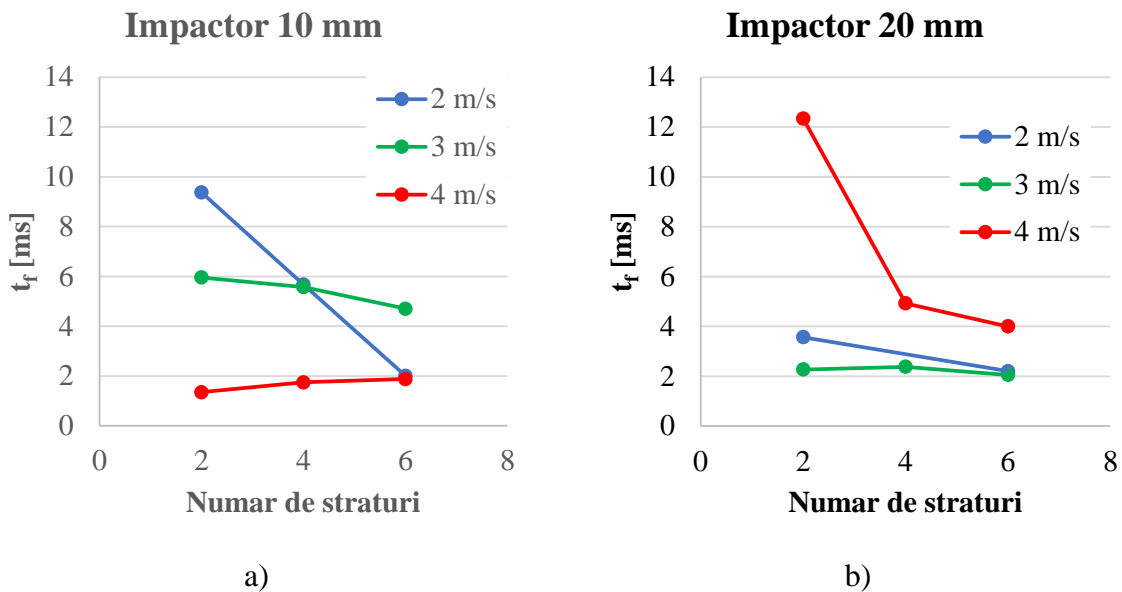 Impactor 10 mm
14
12
10
8
6
4
2
0
t_f [ms]
2 m/s
3 m/s
4 m/s
0 2 4 6 8
Numar de straturi
a)
Impactor 20 mm
14
12
10
8
6
4
2
0
t_f [ms]
2 m/s
3 m/s
4 m/s
0 2 4 6 8
Numar de straturi
b)